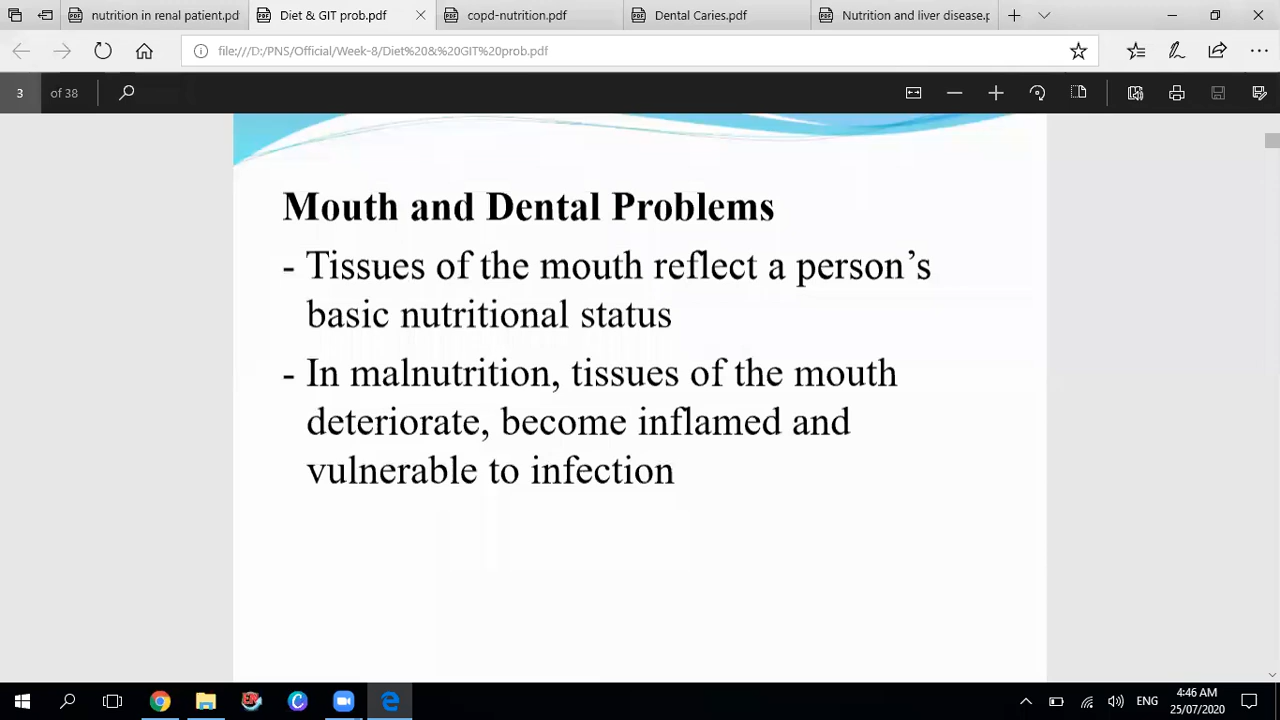 nutrition in renal patient.pdf
Diet & GIT prob.pdf
copd-nutrition.pdf
Dental Caries.pdf
Nutrition and liver disease.p
file:///D:/PNS/Official/Week-8/Diet%20&%20GIT%20prob.pdf
3 of 38
Mouth and Dental Problems
- Tissues of the mouth reflect a person’s
basic nutritional status
- In malnutrition, tissues of the mouth
deteriorate, become inflamed and
vulnerable to infection
ENG
4:46 AM
25/07/2020